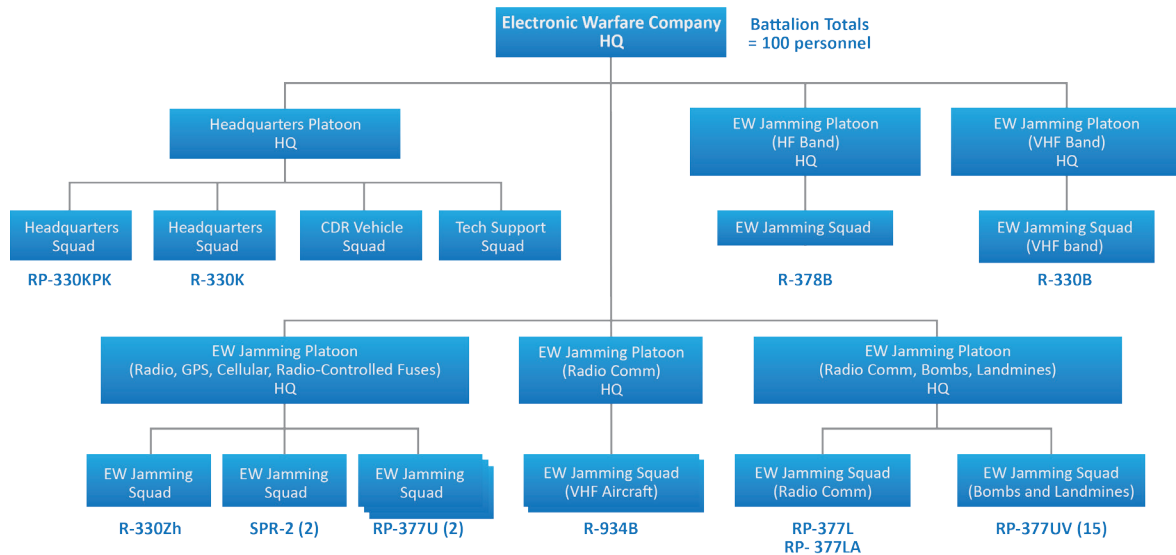 Electronic Warfare Company
HQ
Battalion Totals
= 100 personnel
Headquarters Platoon
HQ
EW Jamming Platoon
(HF Band)
HQ
EW Jamming Platoon
(VHF Band)
HQ
Headquarters
Squad
Headquarters
Squad
CDR Vehicle
Squad
Tech Support
Squad
EW Jamming Squad
EW Jamming Squad
(VHF band)
RP-330KPK
R-330K
R-378B
R-330B
EW Jamming Platoon
(Radio, GPS, Cellular, Radio-Controlled Fuses)
HQ
EW Jamming Platoon
(Radio Comm)
HQ
EW Jamming Platoon
(Radio Comm, Bombs, Landmines)
HQ
EW Jamming
Squad
EW Jamming
Squad
EW Jamming
Squad
EW Jamming Squad
(VHF Aircraft)
EW Jamming Squad
(Radio Comm)
EW Jamming Squad
(Bombs and Landmines)
R-330Zh
SPR-2 (2)
RP-377U (2)
R-934B
RP-377L
RP- 377LA
RP-377UV (15)